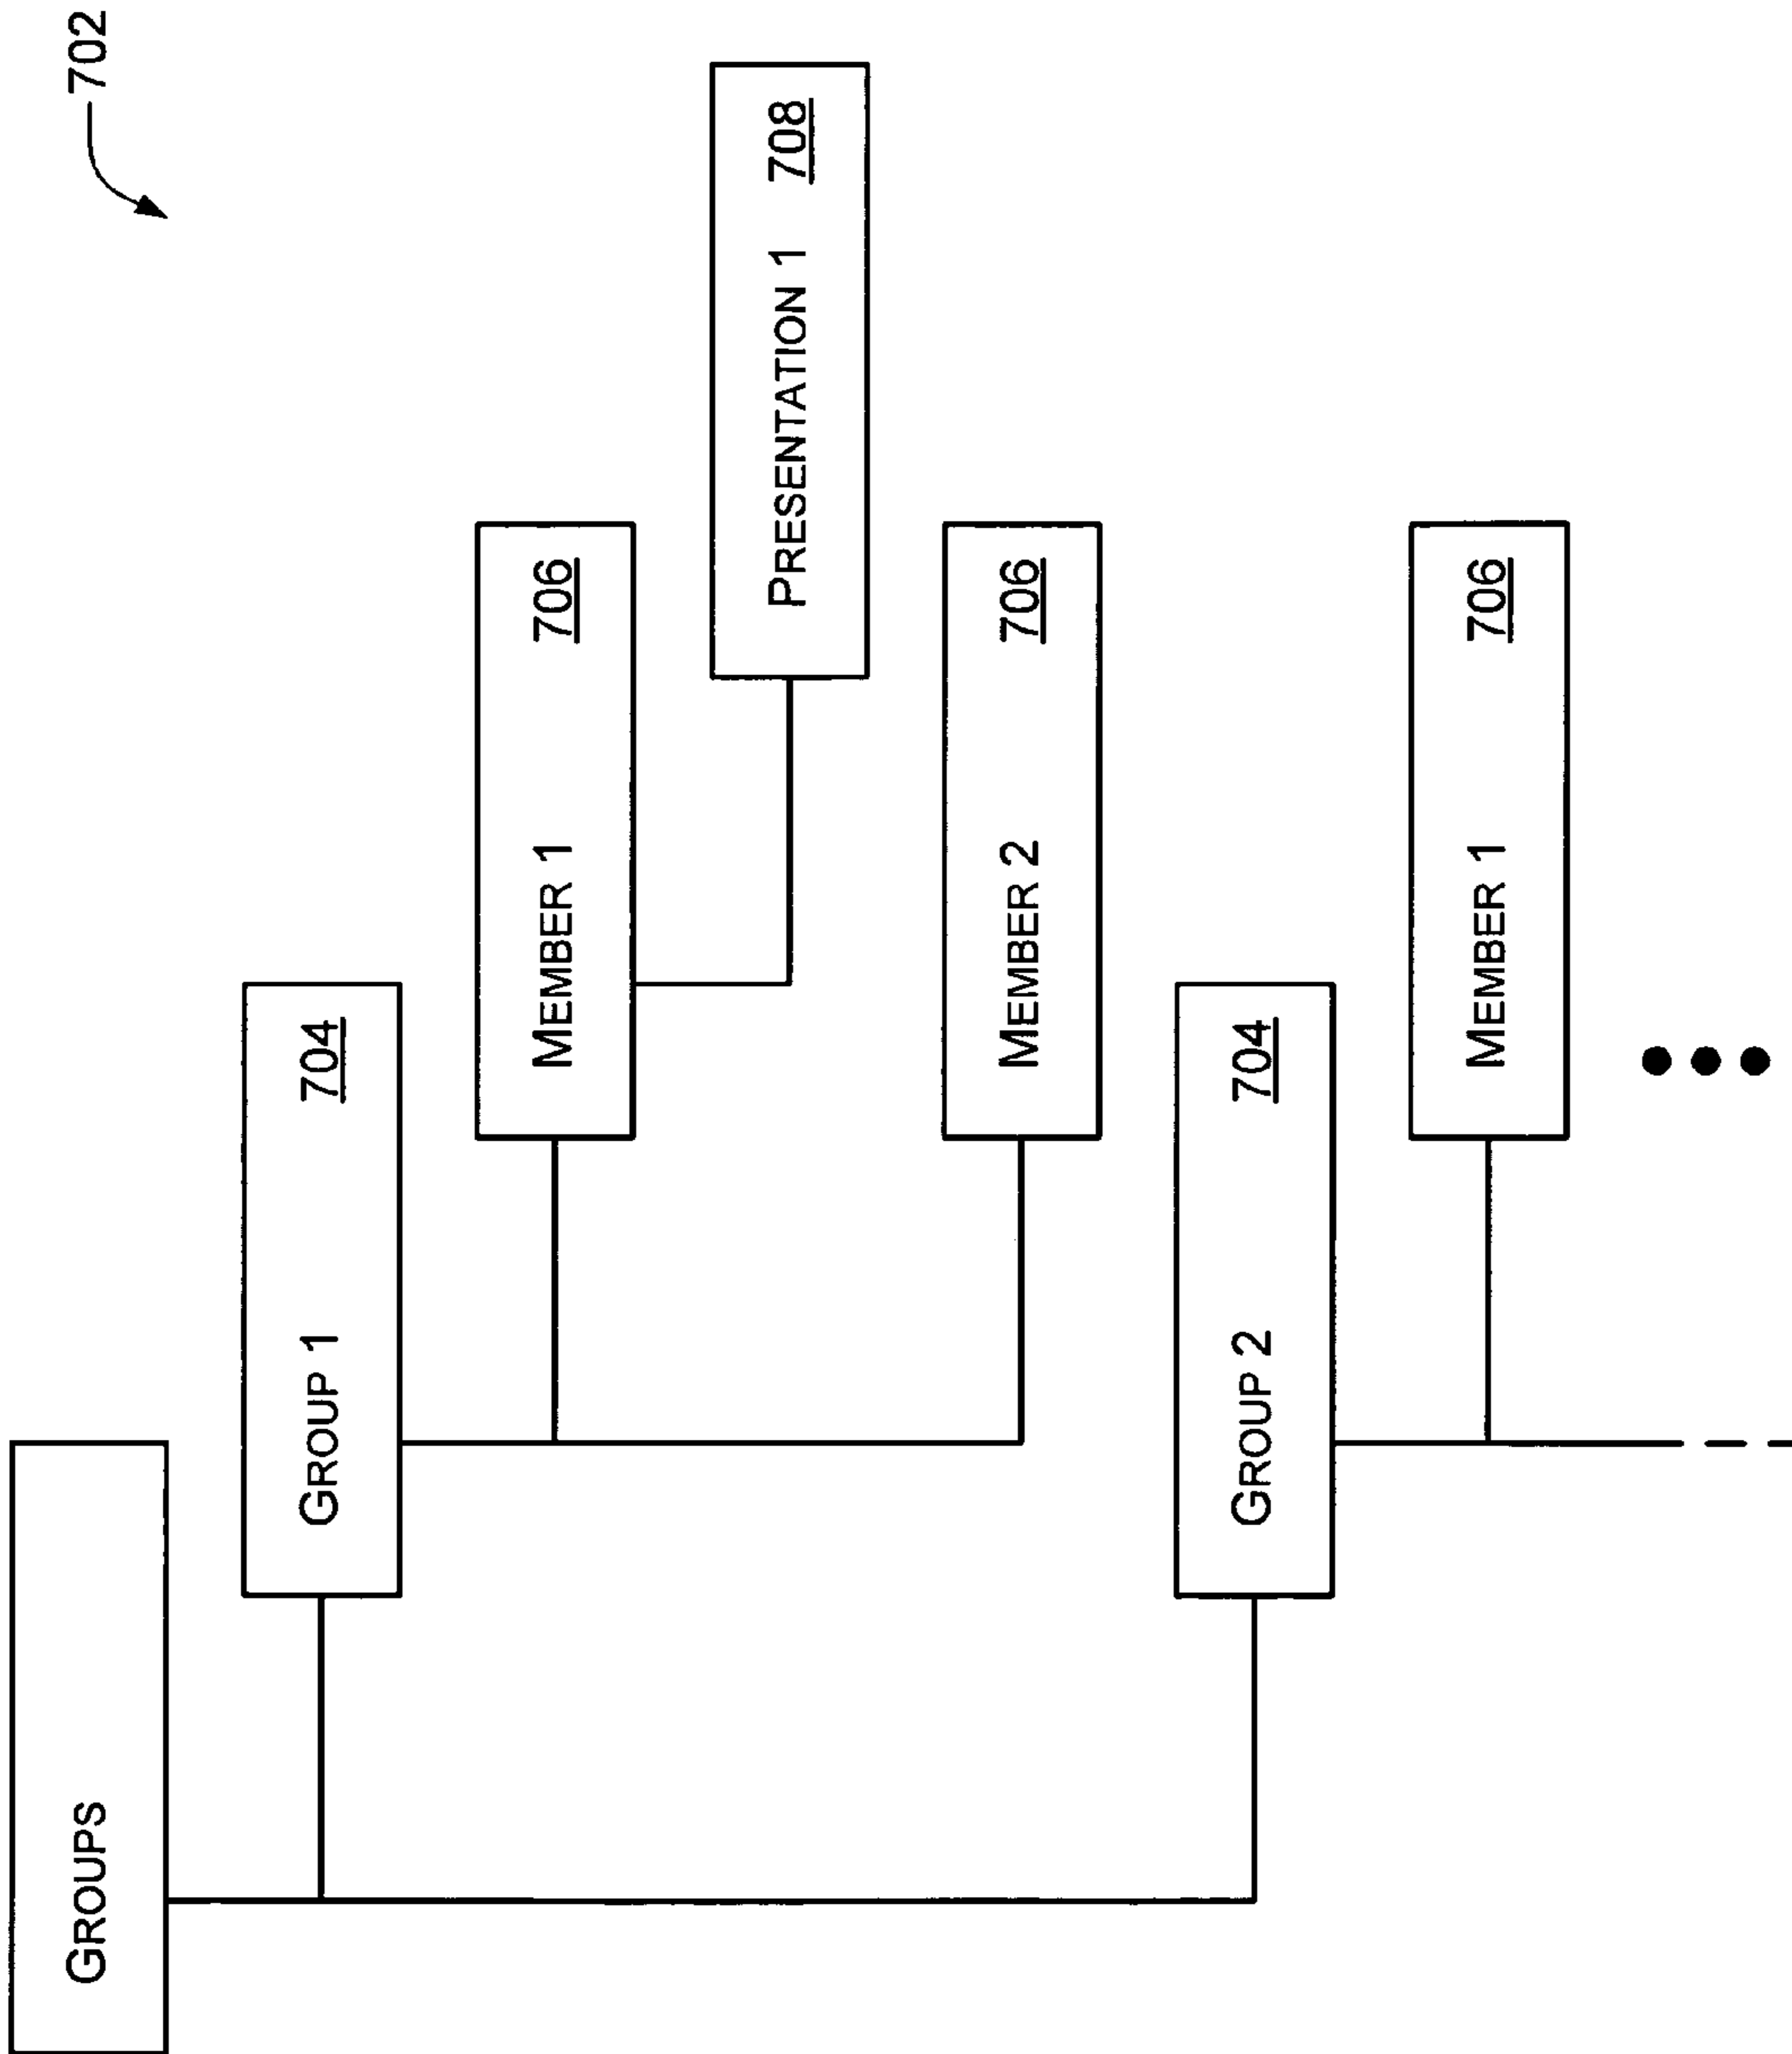 702
GROUPS
GROUP 1 704
MEMBER 1 706
PRESENTATION 1 708
MEMBER 2 706
GROUP 2 704
MEMBER 1 706